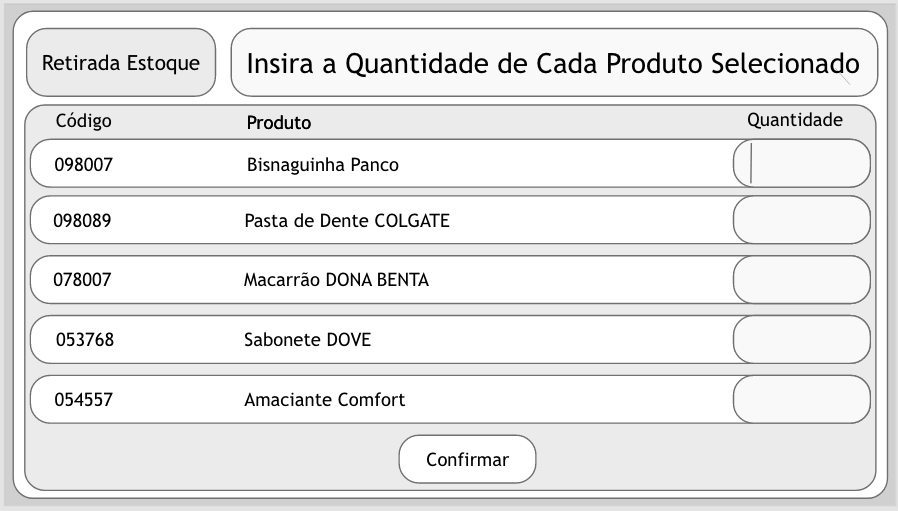 Retirada Estoque
Insira a Quantidade de Cada Produto Selecionado
Código Produto Quantidade
098007 Bisnaguinha Panco
098089 Pasta de Dente COLGATE
078007 Macarrão DONA BENTA
053768 Sabonete DOVE
054557 Amaciante Comfort
Confirmar